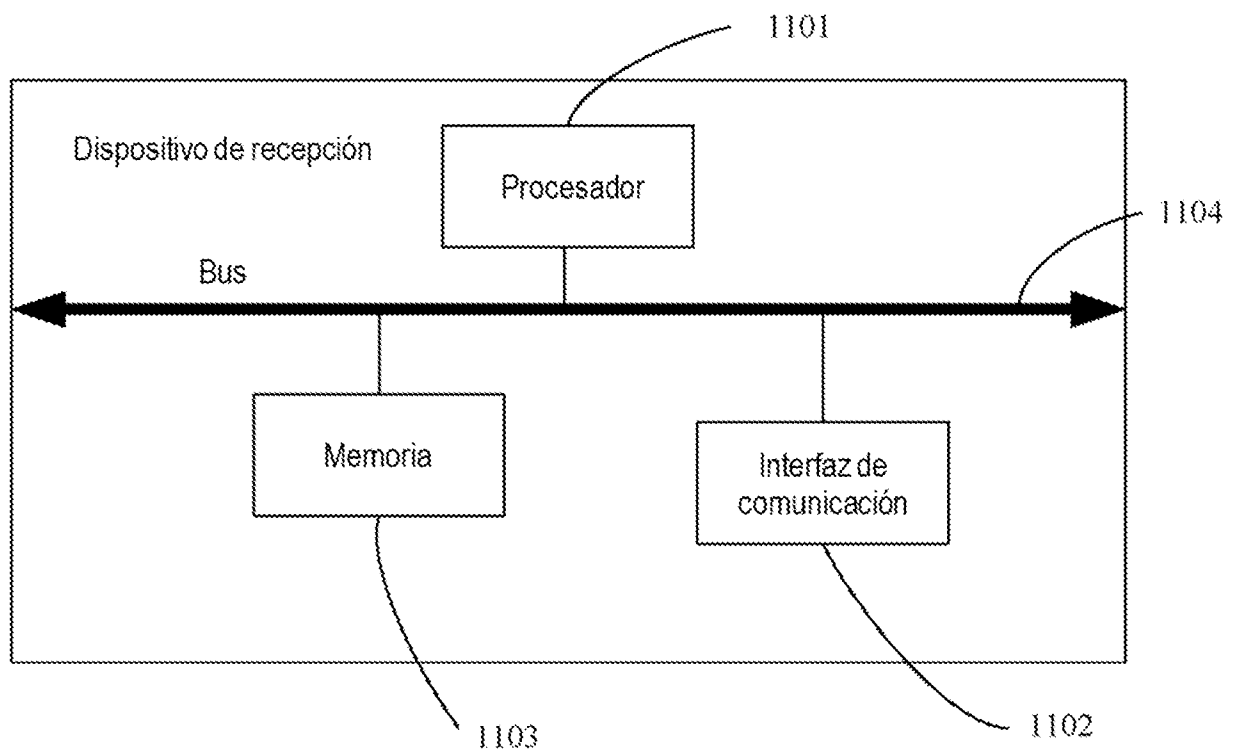 1101
Dispositivo de recepción
Procesador
1104
Bus
Memoria
Interfaz de
comunicación
1103
1102